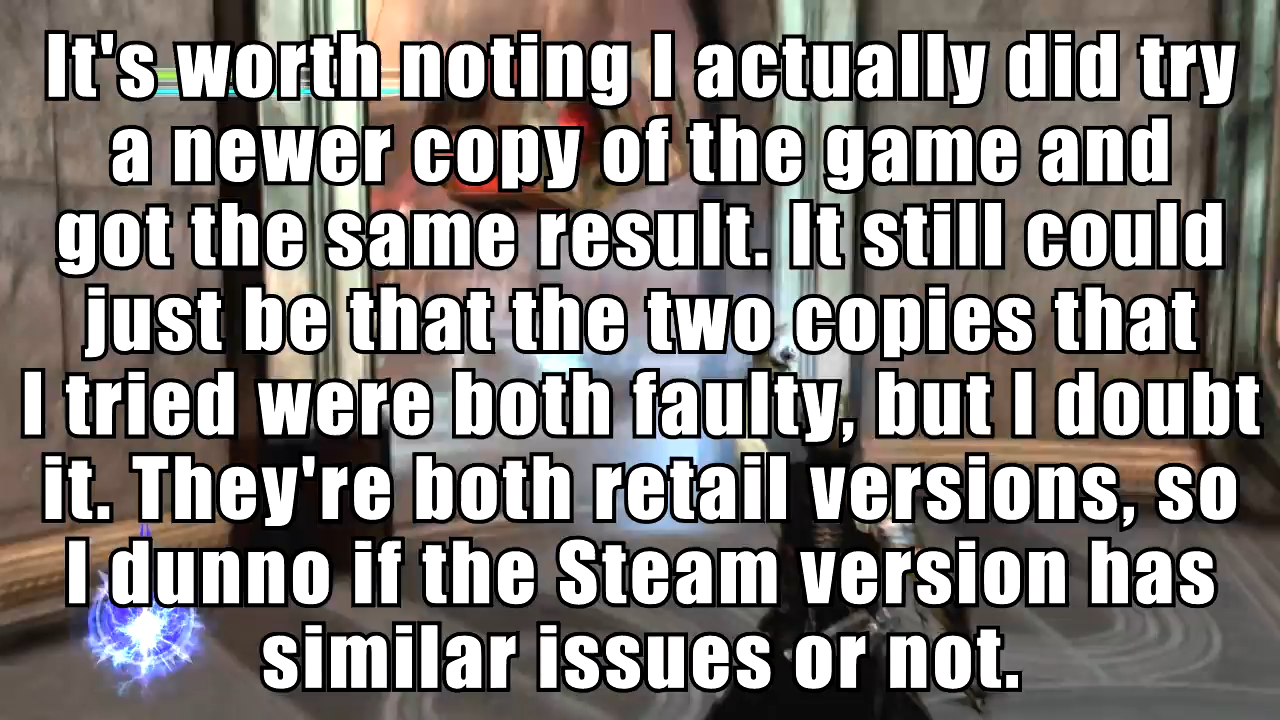 It's worth noting I actually did try
a newer copy of the game and
got the same result. It still could
just be that the two copies that
I tried were both faulty, but I doubt
it. They're both retail versions, so
I dunno if the Steam version has
similar issues or not.